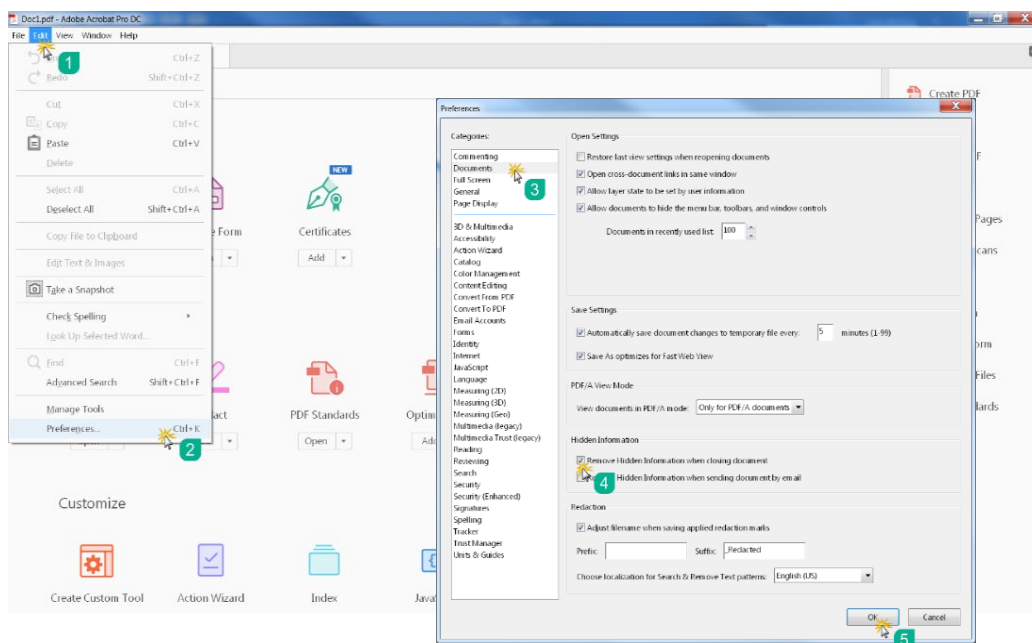 Doc1.pdf - Adobe Acrobat Pro DC
File Edit View Window Help
1
Ctrl+Z
Redo Shift+Ctrl+Z
Cut Ctrl+X
Copy Ctrl+C
Paste Ctrl+V
Delete
Select All Ctrl+A
Deselect All Shift+Ctrl+A
Copy File to Clipboard
Edit Text & Images
Take a Snapshot
Check Spelling
Look Up Selected Word...
Find Ctrl+F
Advanced Search Shift+Ctrl+F
Manage Tools
Preferences... Ctrl+K
2
Form
NEW
Certificates
Add
PDF Standards
Open
Customize
Create Custom Tool
Action Wizard
Index
Create PDF
Pages
Files
Preferences
Categories:
Commenting
Documents
Full Screen
General
Page Display
3
3D & Multimedia
Accessibility
Action Wizard
Catalog
Color Management
Content Editing
Convert From PDF
Convert To PDF
Email Accounts
Forms
Identity
Internet
JavaScript
Language
Measuring (2D)
Measuring (3D)
Measuring (Geo)
Multimedia (legacy)
Multimedia Trust (legacy)
Reading
Reviewing
Search
Security
Security (Enhanced)
Signatures
Spelling
Tracker
Trust Manager
Units & Guides
Open Settings
Restore last view settings when reopening documents
Open cross-document links in same window
Allow layer state to be set by user information
Allow documents to hide the menu bar, toolbars, and window controls
Documents in recently used list: 100
Save Settings
Automatically save document changes to temporary file every: 5 minutes (1-99)
Save As optimizes for Fast Web View
PDF/A View Mode
View documents in PDF/A mode: Only for PDF/A documents
Hidden Information
Remove Hidden Information when closing document
4
Hidden Information when sending document by email
Redaction
Adjust filename when saving applied redaction marks
Prefix: Suffix: _Redacted
Choose localization for Search & Remove Text patterns: English (US)
OK Cancel
5